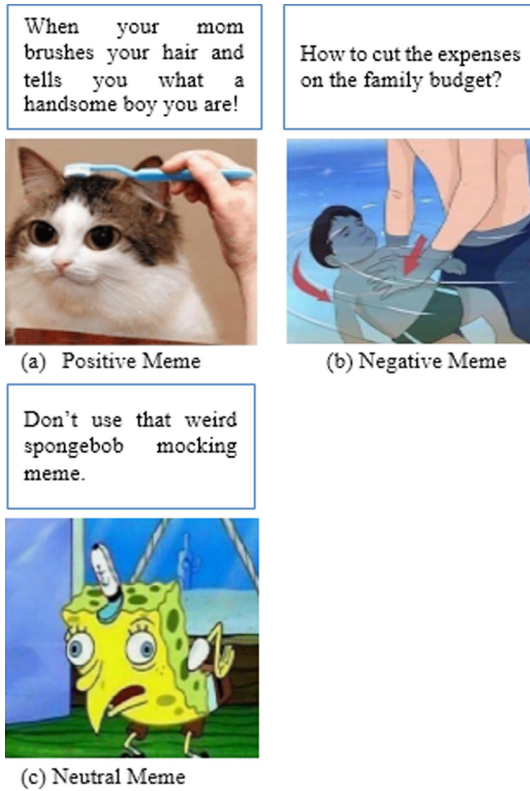 When your mom
brushes your hair and
tells you what a
handsome boy you are!
How to cut the expenses
on the family budget?
(a) Positive Meme
(b) Negative Meme
Don't use that weird
spongebob mocking
meme.
(c) Neutral Meme